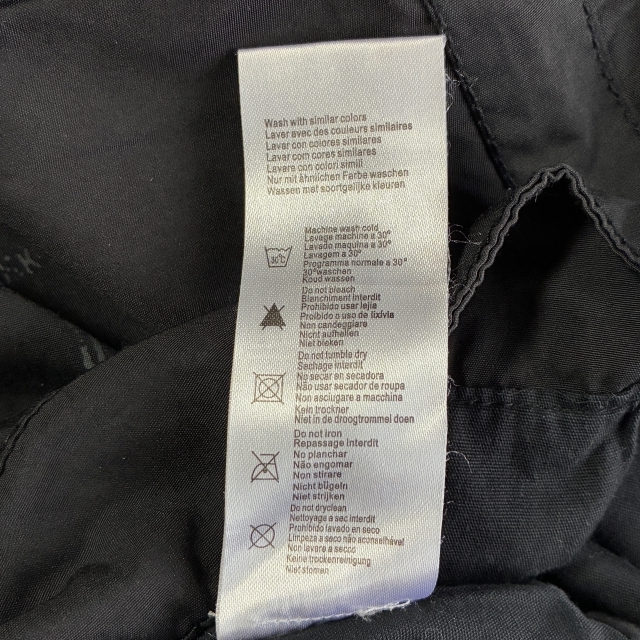 Wash with similar colors
Laver avec des couleurs similaires
Lavar con colores similares
Lavar com cores similares
Lavare con colori simili
Nur mit ähnlichen Farbe waschen
Wassen met soortgelijke kleuren
Machine wash cold
Lavage machine a 30°
Lavado maquina a 30°
Lavagem a 30°
Programma normale a 30°
30°waschen
Koud wassen
30°C
Do not bleach
Blanchiment interdit
Prohibido usar lejia
Proibido o uso de lixívia
Non candeggiare
Nicht aufhellen
Niet bleken
Do not tumble dry
Sechage interdit
No secar en secadora
Não usar secador de roupa
Non asciugare a macchina
Kein trockner
Niet in de droogtrommel doen
Do not iron
Repassage interdit
No planchar
Não engomar
Non stirare
Nicht bügeln
Niet strijken
Do not dryclean
Nettoyage a sec interdit
Prohibido lavado en seco
Limpeza a seco não aconselhável
Non lavare a secco
Keine trockenreinigung
Niet stomen